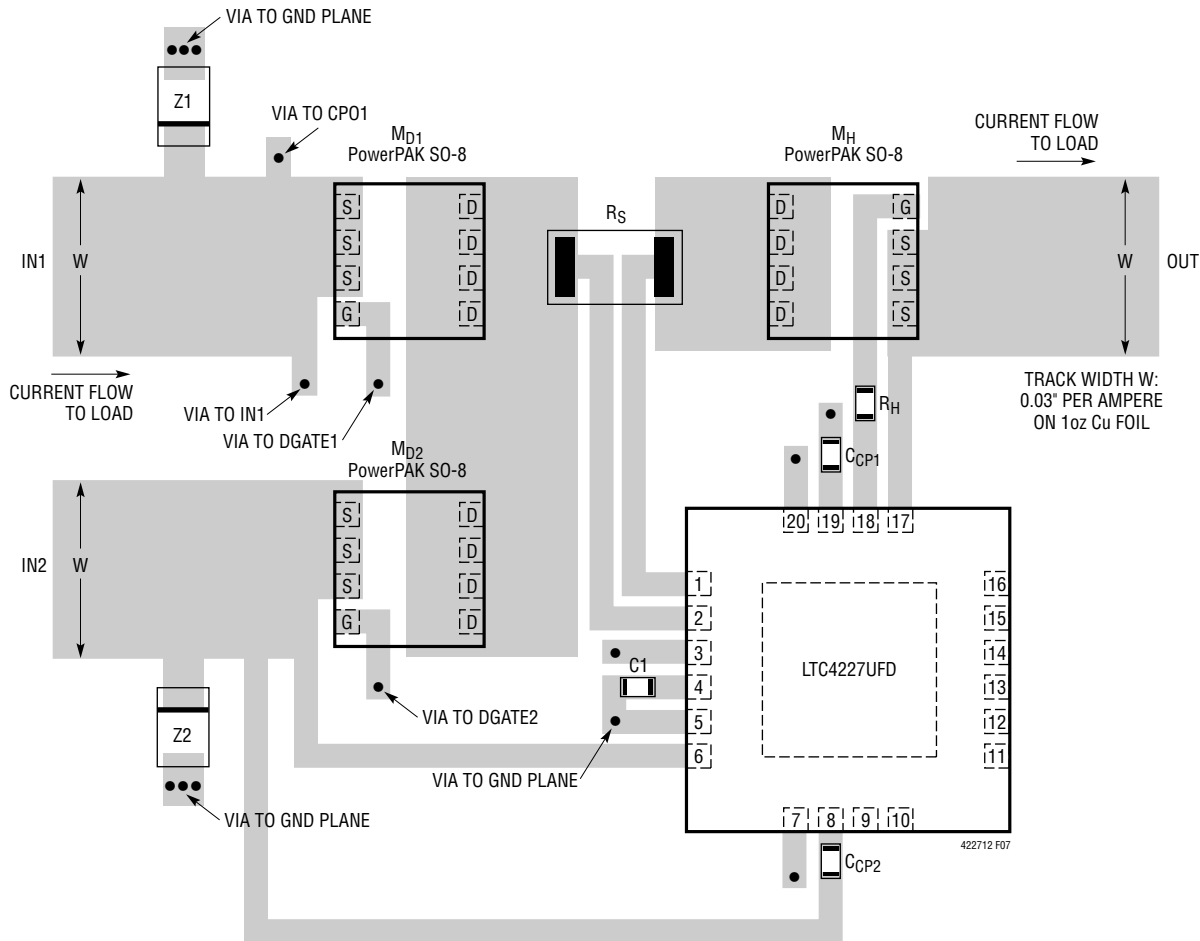 VIA TO GND PLANE
Z1
VIA TO CPO1
MD1
PowerPAK SO-8
MH
PowerPAK SO-8
CURRENT FLOW
TO LOAD
S D
S D
S D
G D
RS
D G
D S
D S
D S
IN1
W
W
OUT
CURRENT FLOW
TO LOAD
VIA TO IN1
VIA TO DGATE1
TRACK WIDTH W:
0.03" PER AMPERE
ON 1oz Cu FOIL
RH
CCP1
MD2
PowerPAK SO-8
S D
S D
S D
G D
IN2
W
20 19 18 17
1 16
2 15
3 14
4 13
5 12
6 11
7 8 9 10
LTC4227UFD
C1
VIA TO DGATE2
Z2
VIA TO GND PLANE
VIA TO GND PLANE
CCP2
422712 F07